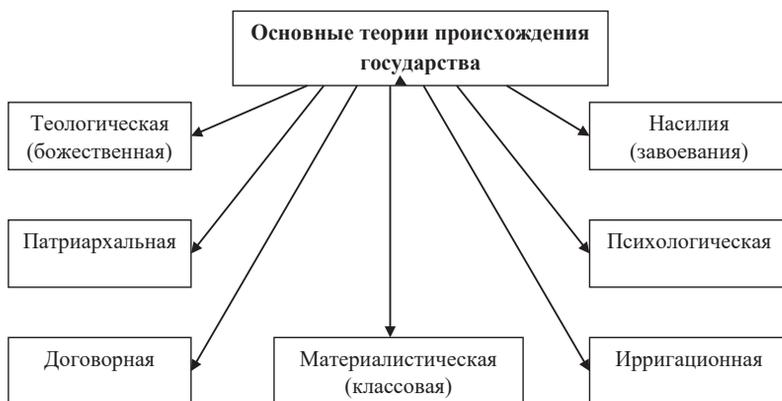 Основные теории происхождения
государства
Теологическая
(божественная)
Насилия
(завоевания)
Патриархальная
Психологическая
Договорная
Материалистическая
(классовая)
Ирригационная